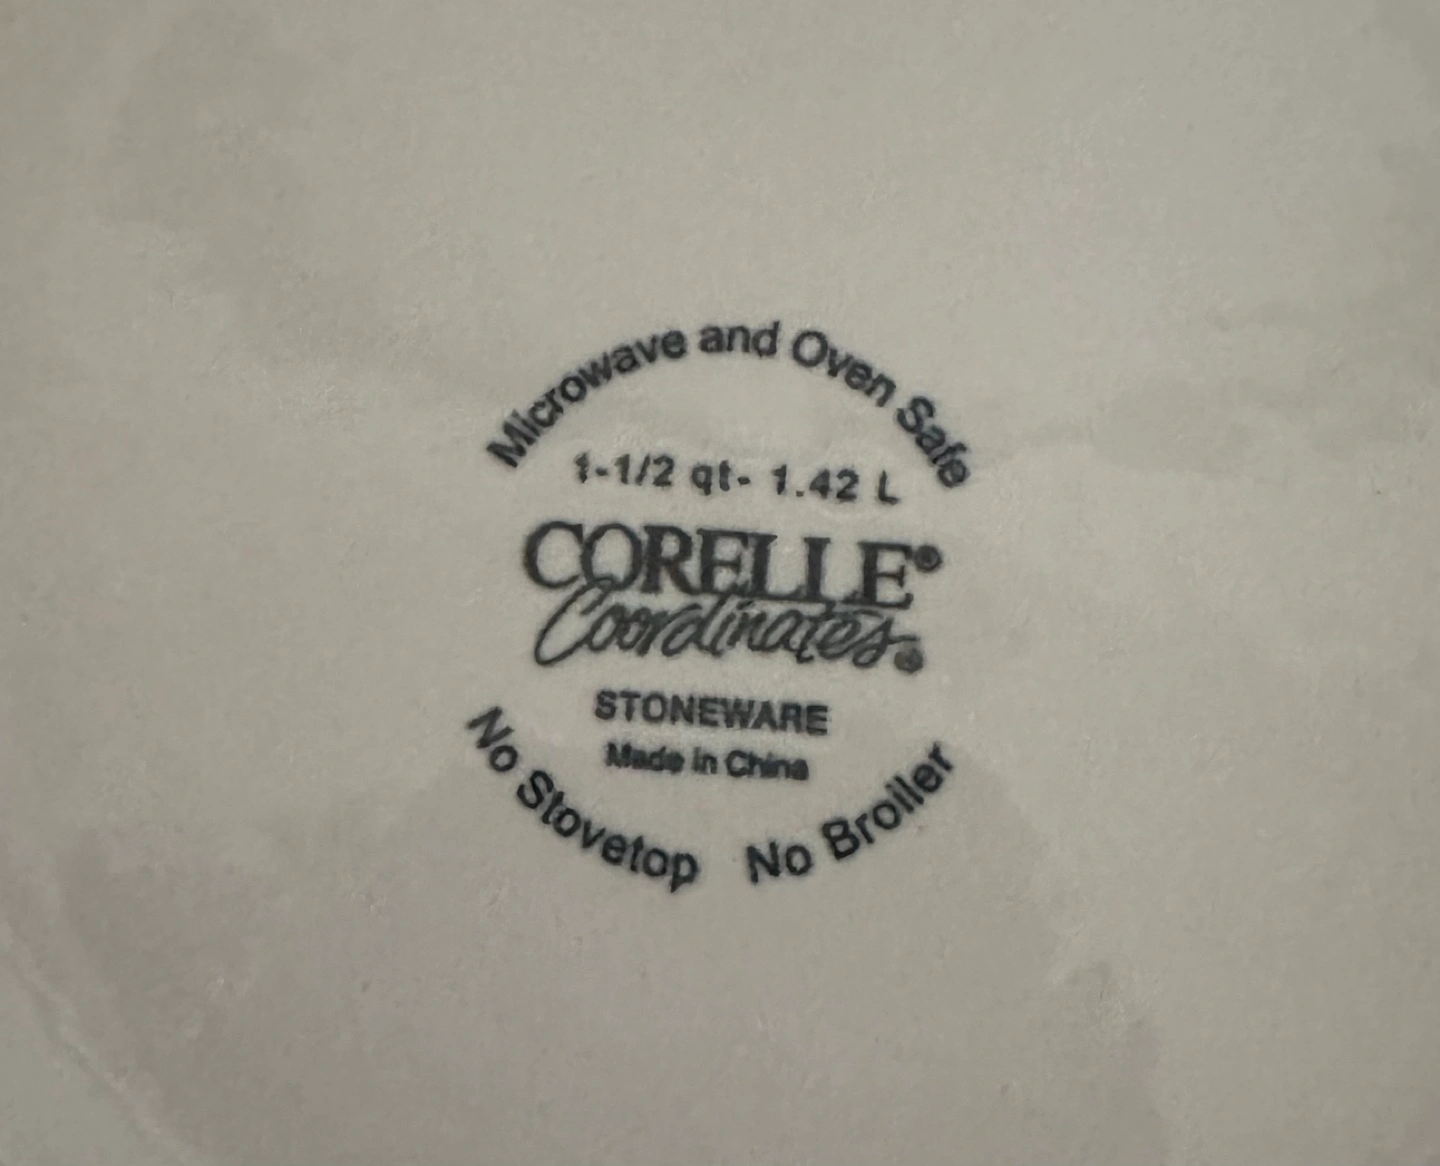 Microwave and Oven Safe
1-1/2 qt- 1.42 L
CORELLE®
Coordinates®
STONEWARE
Made in China
No Stovetop No Broiler